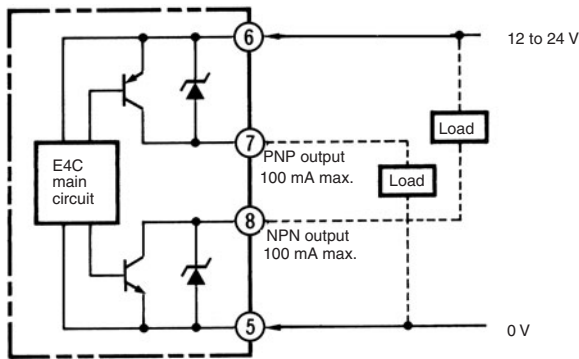 6
12 to 24 V
Load
7
PNP output
100 mA max.
Load
E4C
main
circuit
8
NPN output
100 mA max.
5
0 V